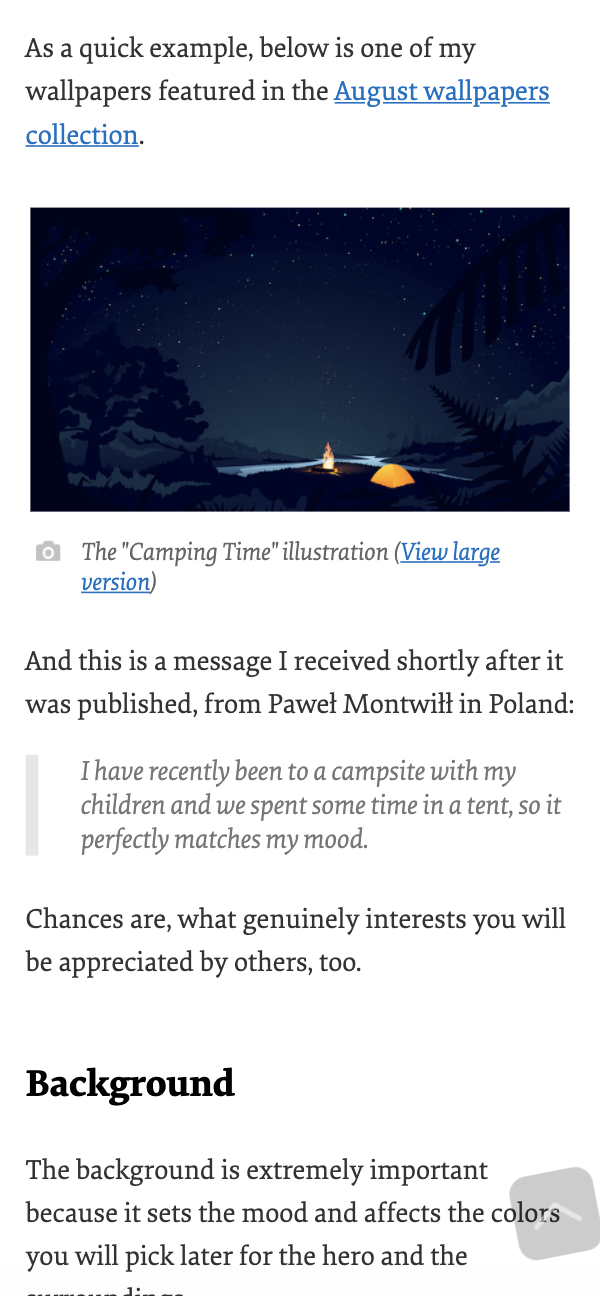 As a quick example, below is one of my
wallpapers featured in the August wallpapers
collection.
The "Camping Time" illustration (View large
version)
And this is a message I received shortly after it
was published, from Paweł Montwiłł in Poland:
I have recently been to a campsite with my
children and we spent some time in a tent, so it
perfectly matches my mood.
Chances are, what genuinely interests you will
be appreciated by others, too.
Background
The background is extremely important
because it sets the mood and affects the colors
you will pick later for the hero and the
surroundings.